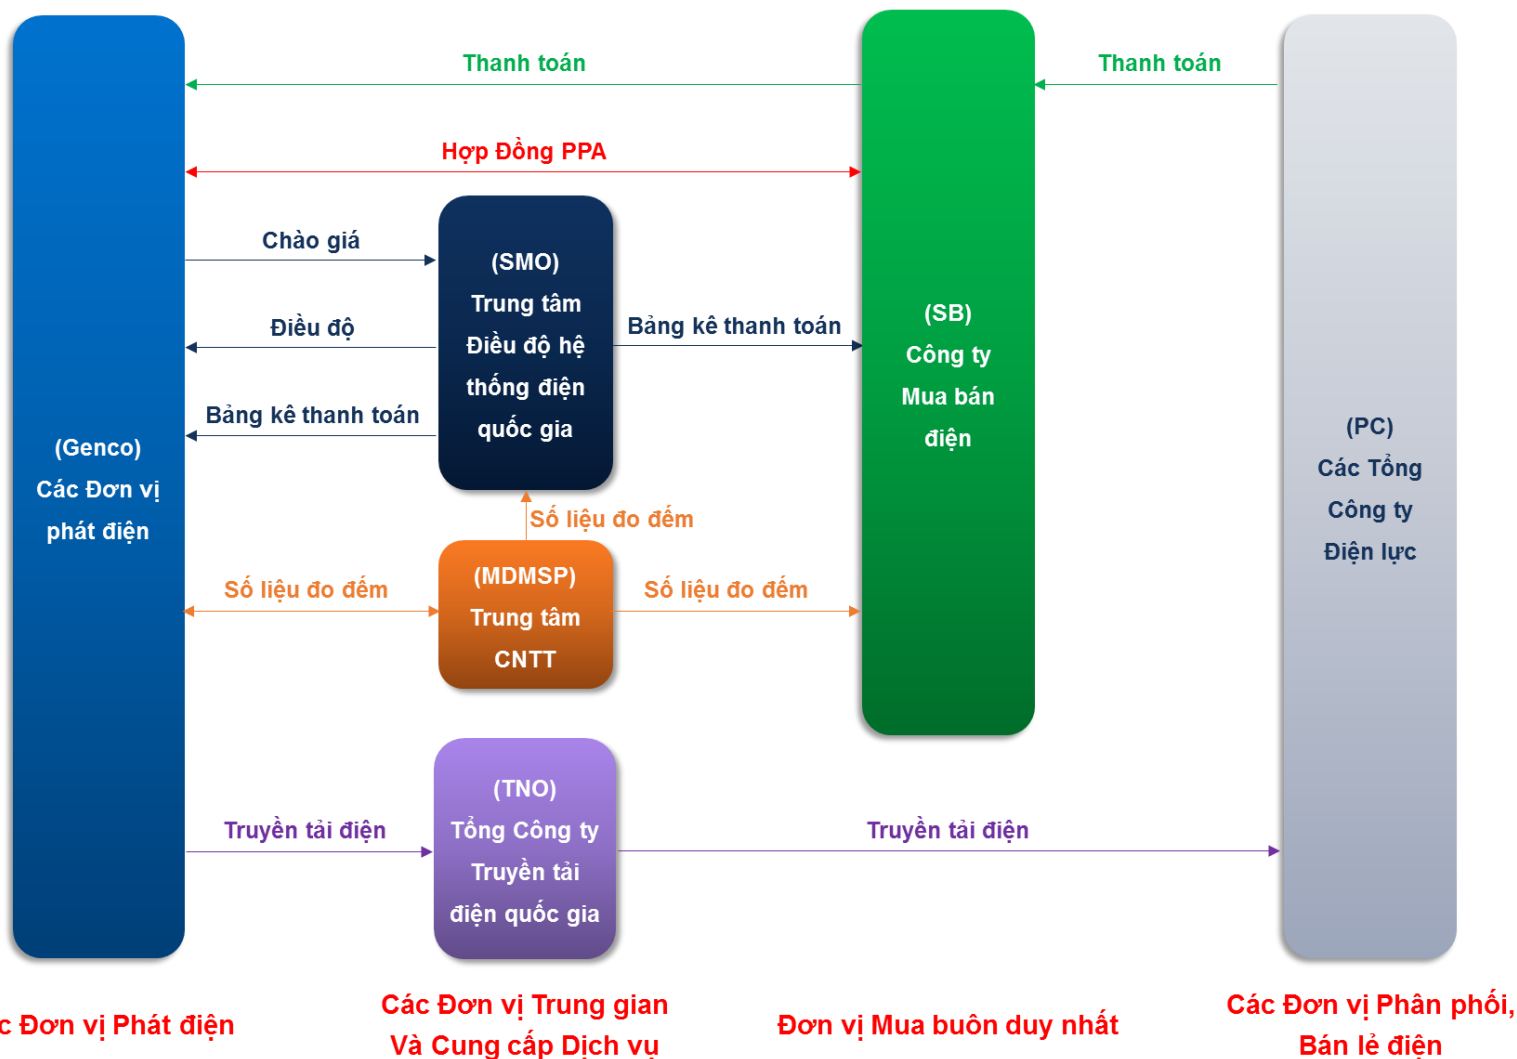 Thanh toán
Thanh toán
Hợp Đồng PPA
Chào giá
Điều độ
Bảng kê thanh toán
(SMO)
Trung tâm
Điều độ hệ
thống điện
quốc gia
Bảng kê thanh toán
(SB)
Công ty
Mua bán
điện
(PC)
Các Tổng
Công ty
Điện lực
(Genco)
Các Đơn vị
phát điện
Số liệu đo đếm
Số liệu đo đếm
(MDMSP)
Trung tâm
CNTT
Số liệu đo đếm
Truyền tải điện
(TNO)
Tổng Công ty
Truyền tải
điện quốc gia
Truyền tải điện
c Đơn vị Phát điện
Các Đơn vị Trung gian
Và Cung cấp Dịch vụ
Đơn vị Mua buôn duy nhất
Các Đơn vị Phân phối,
Bán lẻ điện